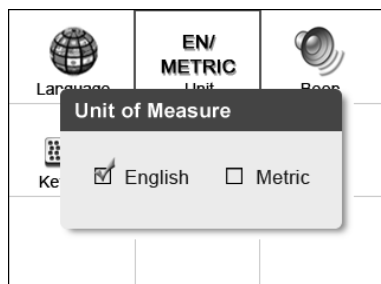 EN/
METRIC
Language
Unit
Beep
Unit of Measure
English
Metric
Ke